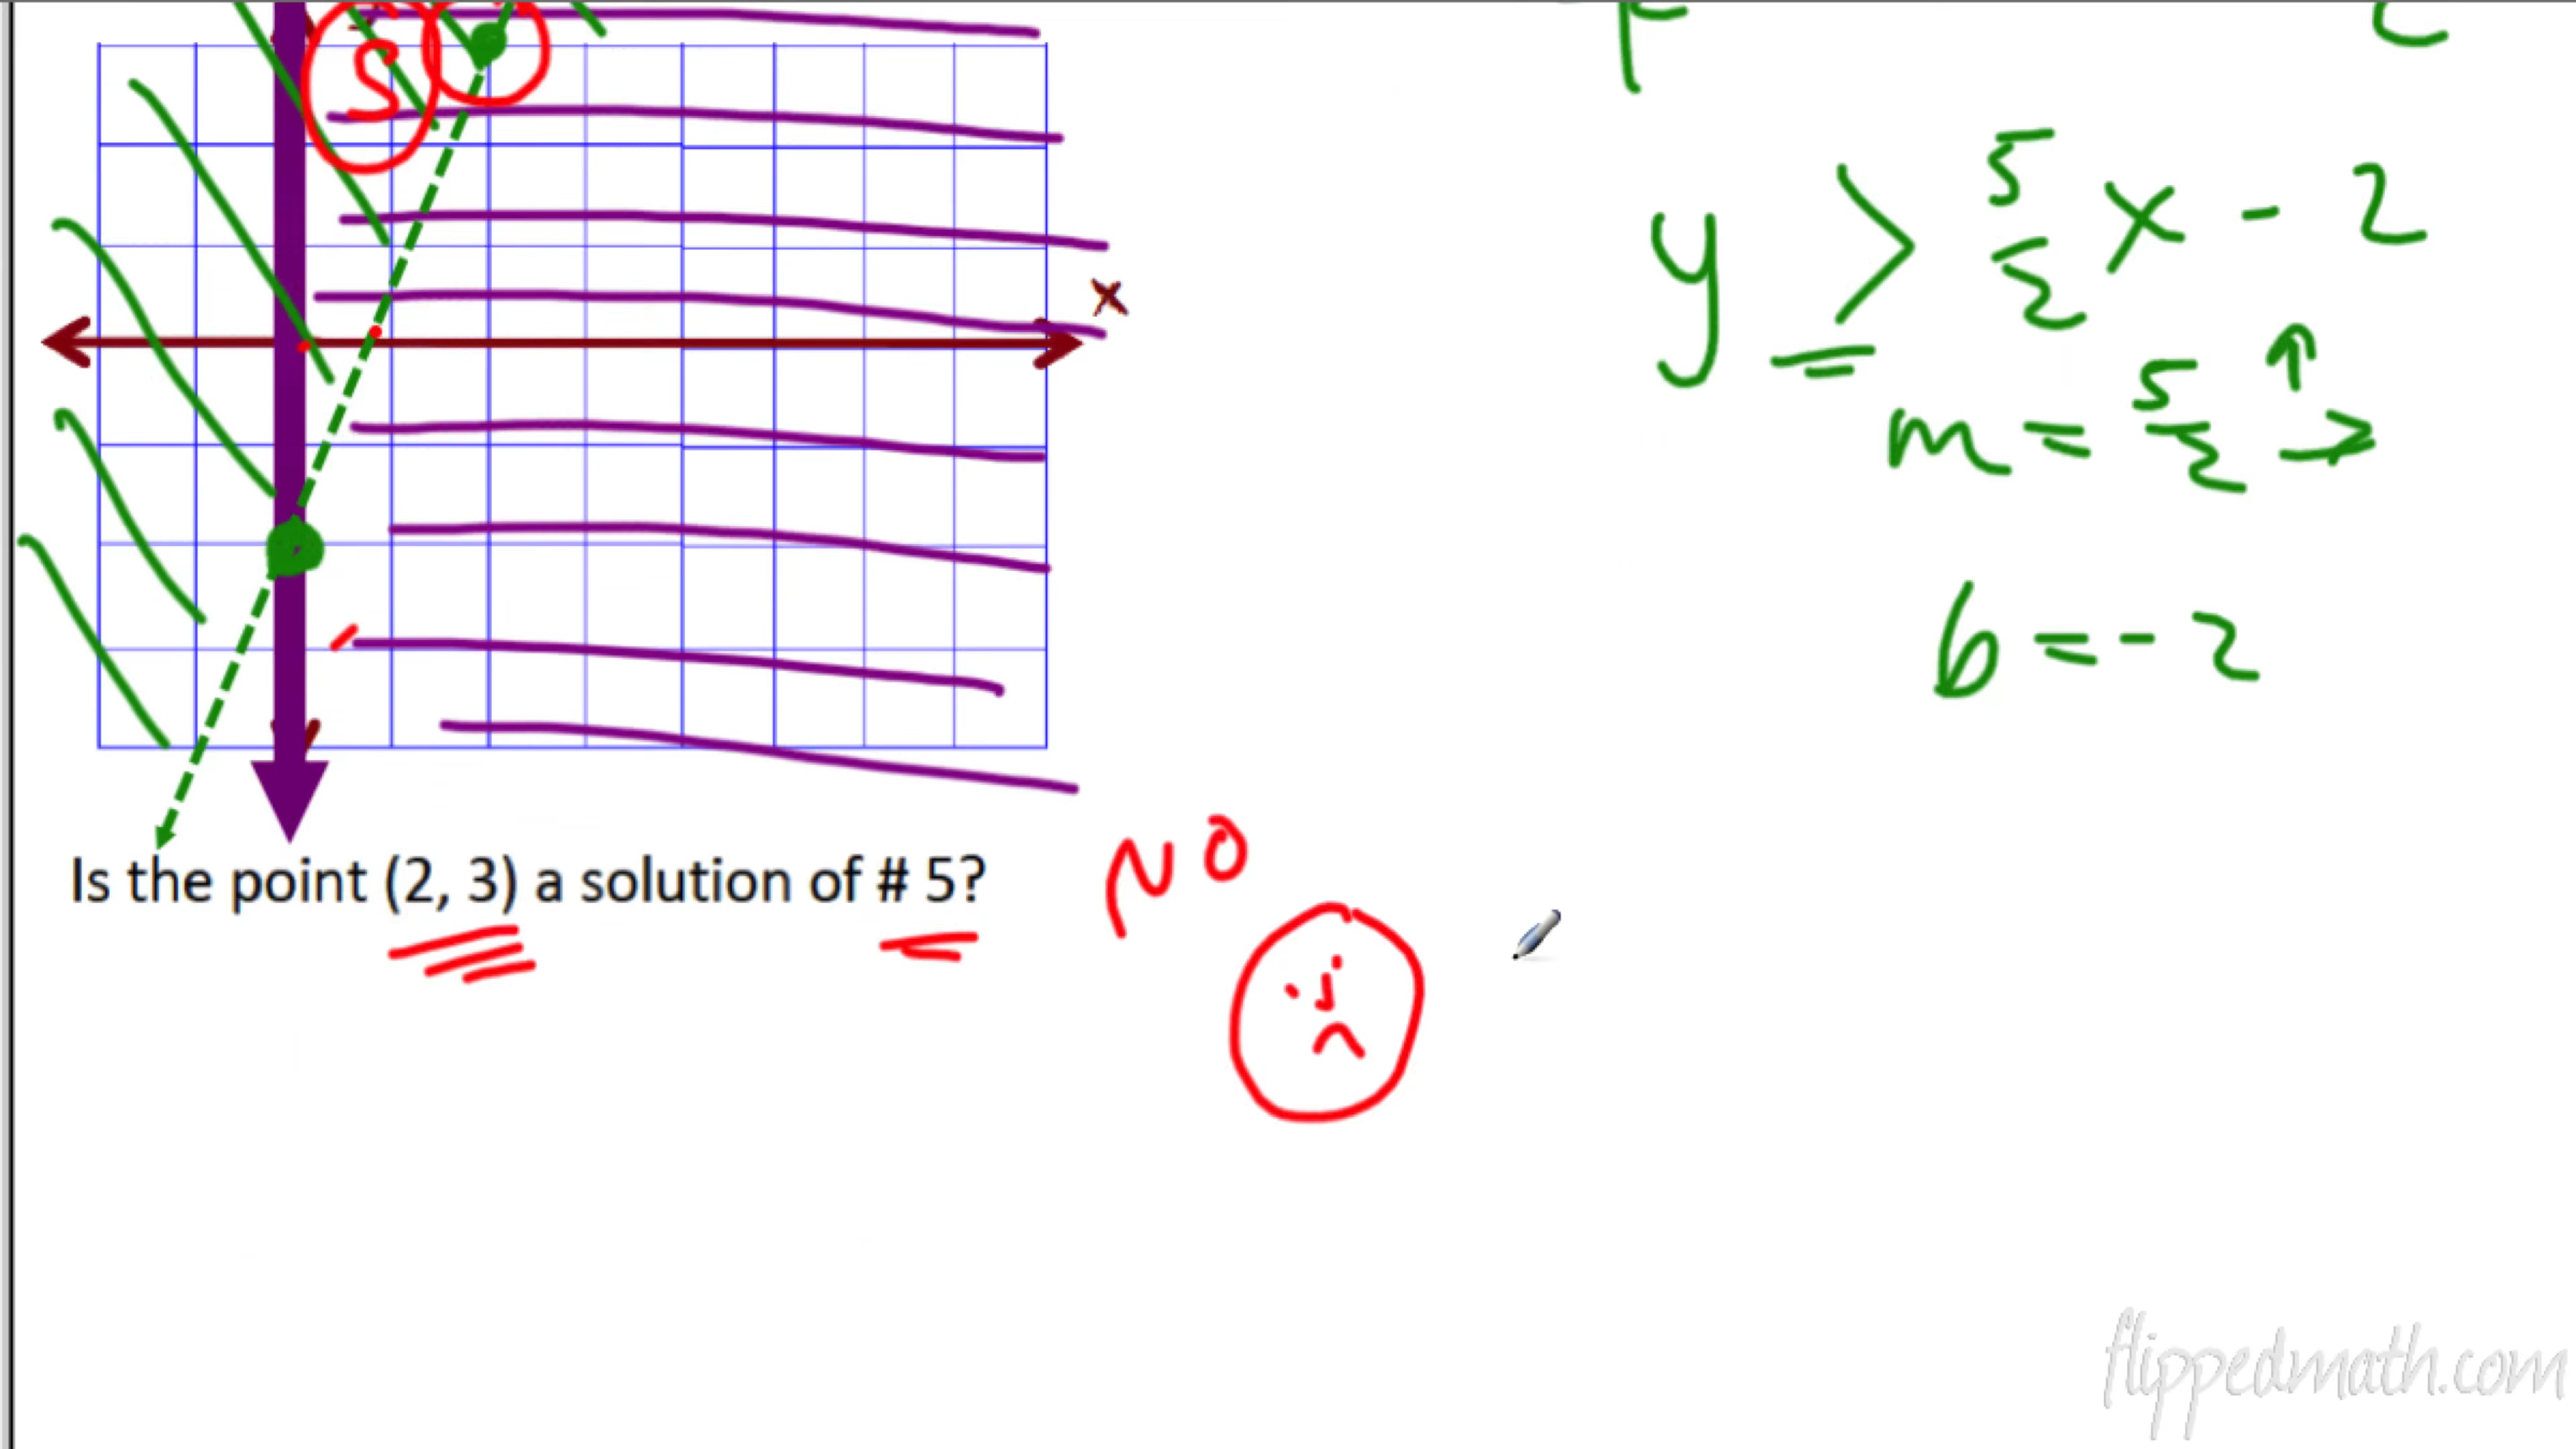 S
x
y > 5/2 x - 2
m = 5/2
b = - 2
Is the point (2, 3) a solution of # 5?
NO
flippedmath.com